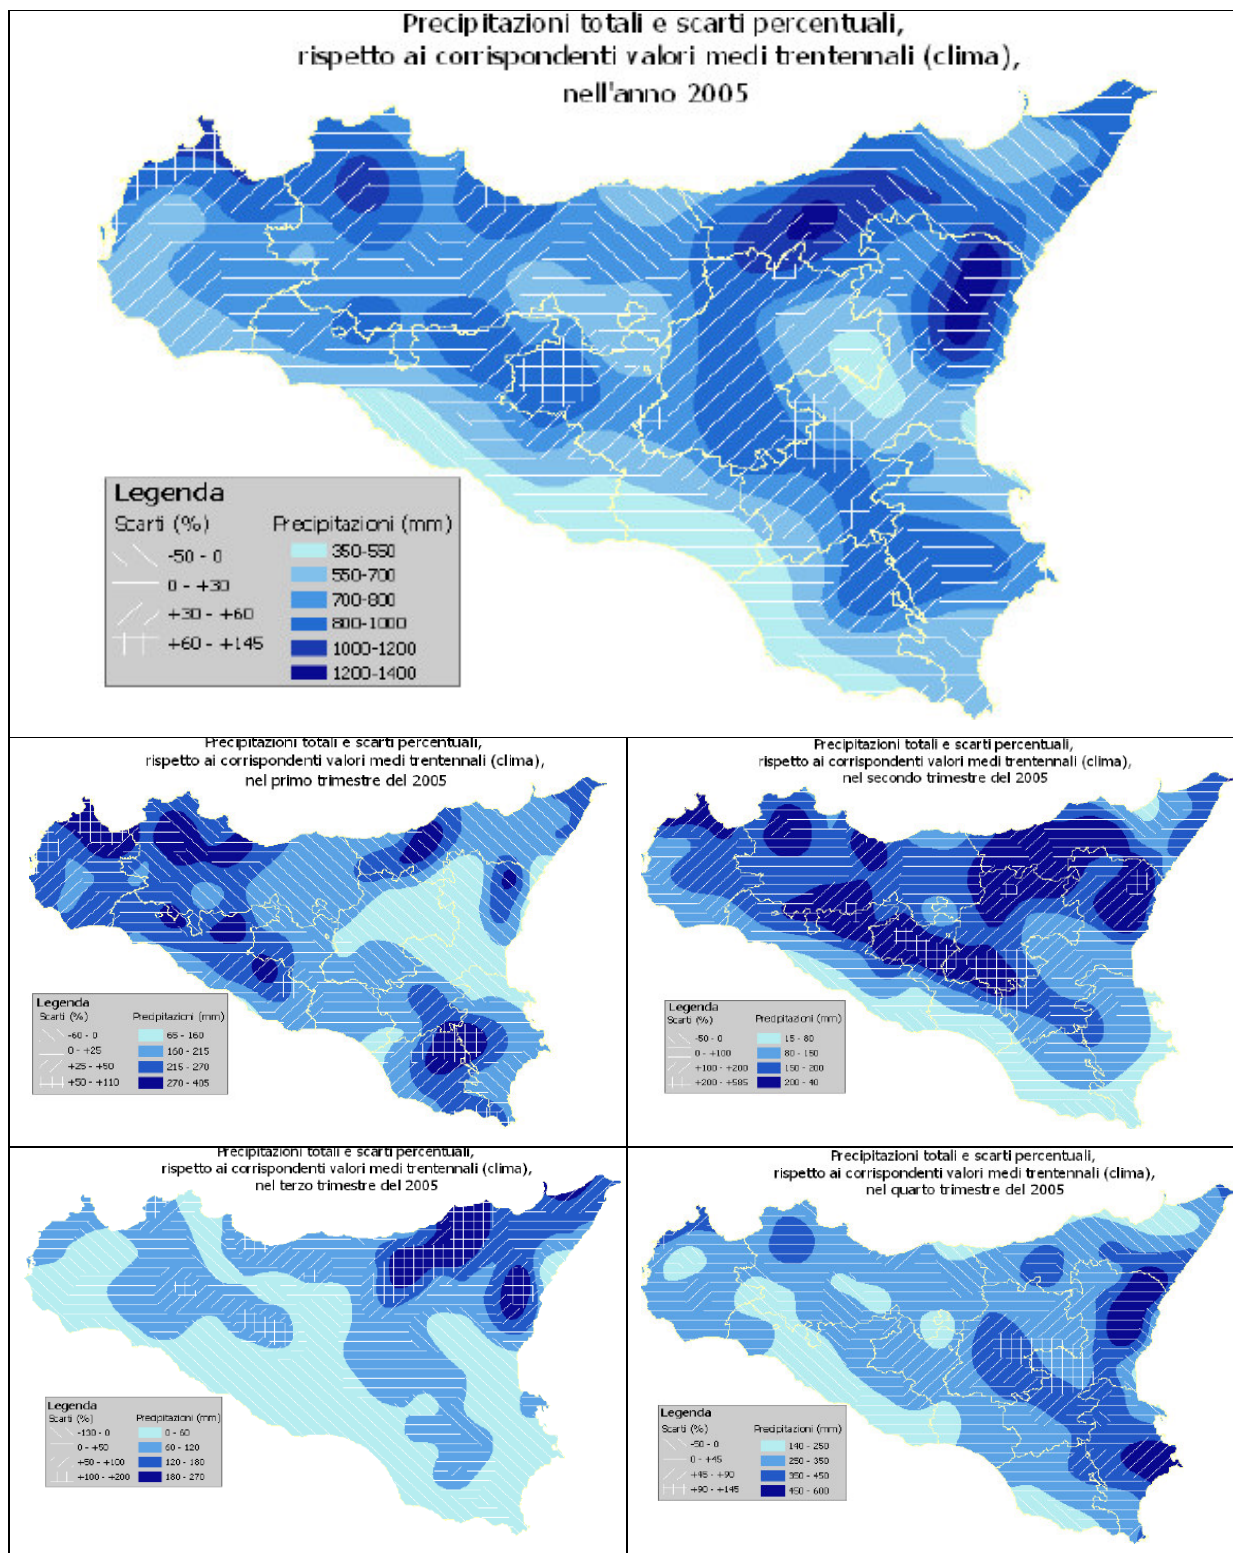 Precipitazioni totali e scarti percentuali,
rispetto ai corrispondenti valori medi trentennali (clima),
nell'anno 2005
Legenda
Scarti (%)
Precipitazioni (mm)
-50 - 0
0 - +30
+30 - +60
+60 - +145
350-550
550-700
700-800
800-1000
1000-1200
1200-1400
Precipitazioni totali e scarti percentuali,
rispetto ai corrispondenti valori medi trentennali (clima),
nel primo trimestre del 2005
Legenda
Scarti (%)
Precipitazioni (mm)
-60 - 0
0 - +25
+25 - +50
+50 - +110
65 - 160
160 - 215
215 - 270
270 - 405
Precipitazioni totali e scarti percentuali,
rispetto ai corrispondenti valori medi trentennali (clima),
nel secondo trimestre del 2005
Legenda
Scarti (%)
Precipitazioni (mm)
-50 - 0
0 - +100
+100 - +200
+200 - +585
15 - 80
80 - 150
150 - 200
200 - 40
Precipitazioni totali e scarti percentuali,
rispetto ai corrispondenti valori medi trentennali (clima),
nel terzo trimestre del 2005
Legenda
Scarti (%)
Precipitazioni (mm)
-130 - 0
0 - +50
+50 - +100
+100 - +200
0 - 60
60 - 120
120 - 180
180 - 270
Precipitazioni totali e scarti percentuali,
rispetto ai corrispondenti valori medi trentennali (clima),
nel quarto trimestre del 2005
Legenda
Scarti (%)
Precipitazioni (mm)
-50 - 0
0 - +45
+45 - +90
+90 - +145
140 - 250
250 - 350
350 - 450
450 - 600